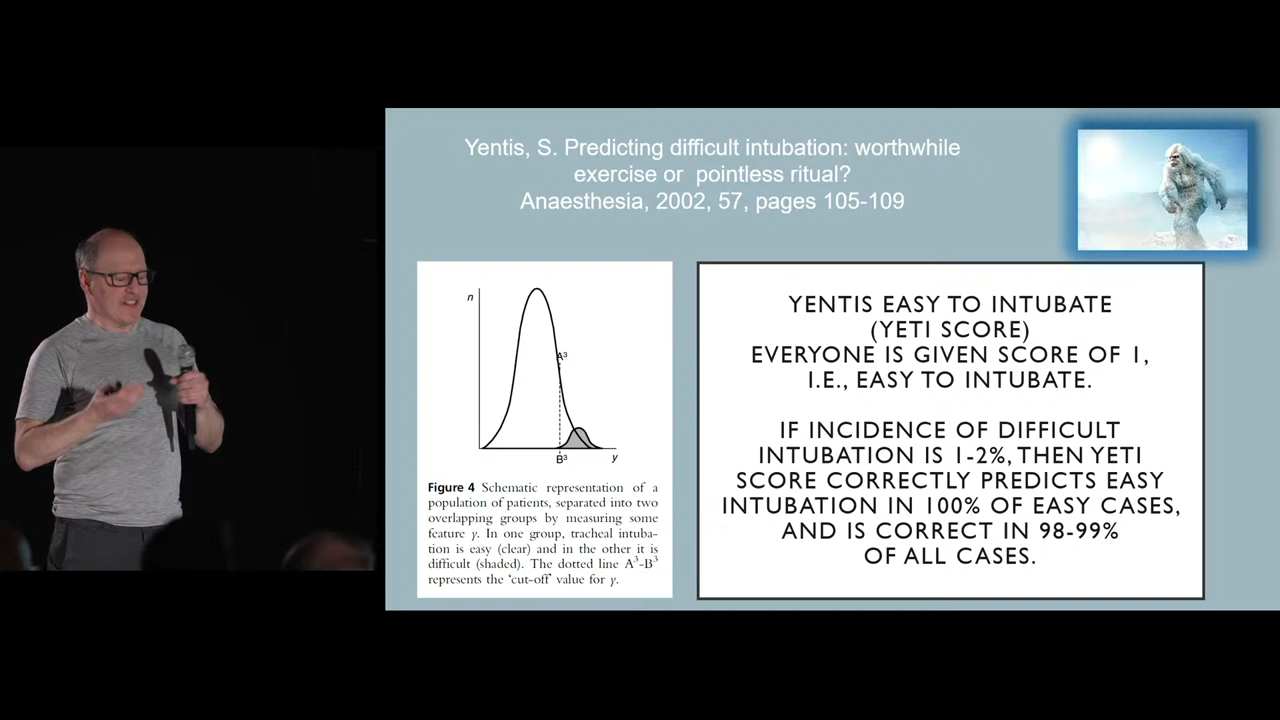 Yentis, S. Predicting difficult intubation: worthwhile
exercise or pointless ritual?
Anaesthesia, 2002, 57, pages 105-109
n
A³
B³
y
Figure 4 Schematic representation of a
population of patients, separated into two
overlapping groups by measuring some
feature y. In one group, tracheal intuba-
tion is easy (clear) and in the other it is
difficult (shaded). The dotted line A³-B³
represents the 'cut-off' value for y.
YENTIS EASY TO INTUBATE
(YETI SCORE)
EVERYONE IS GIVEN SCORE OF 1,
I.E., EASY TO INTUBATE.
IF INCIDENCE OF DIFFICULT
INTUBATION IS 1-2%, THEN YETI
SCORE CORRECTLY PREDICTS EASY
INTUBATION IN 100% OF EASY CASES,
AND IS CORRECT IN 98-99%
OF ALL CASES.